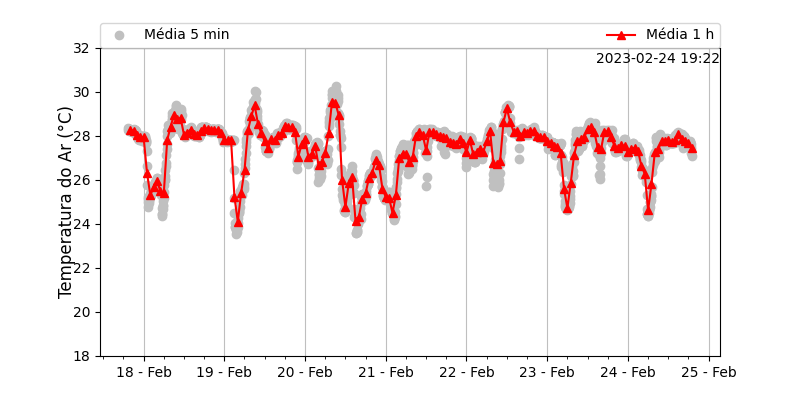 Média 5 min
Média 1 h
2023-02-24 19:22
Temperatura do Ar (°C)
32
30
28
26
24
22
20
18
18 - Feb
19 - Feb
20 - Feb
21 - Feb
22 - Feb
23 - Feb
24 - Feb
25 - Feb